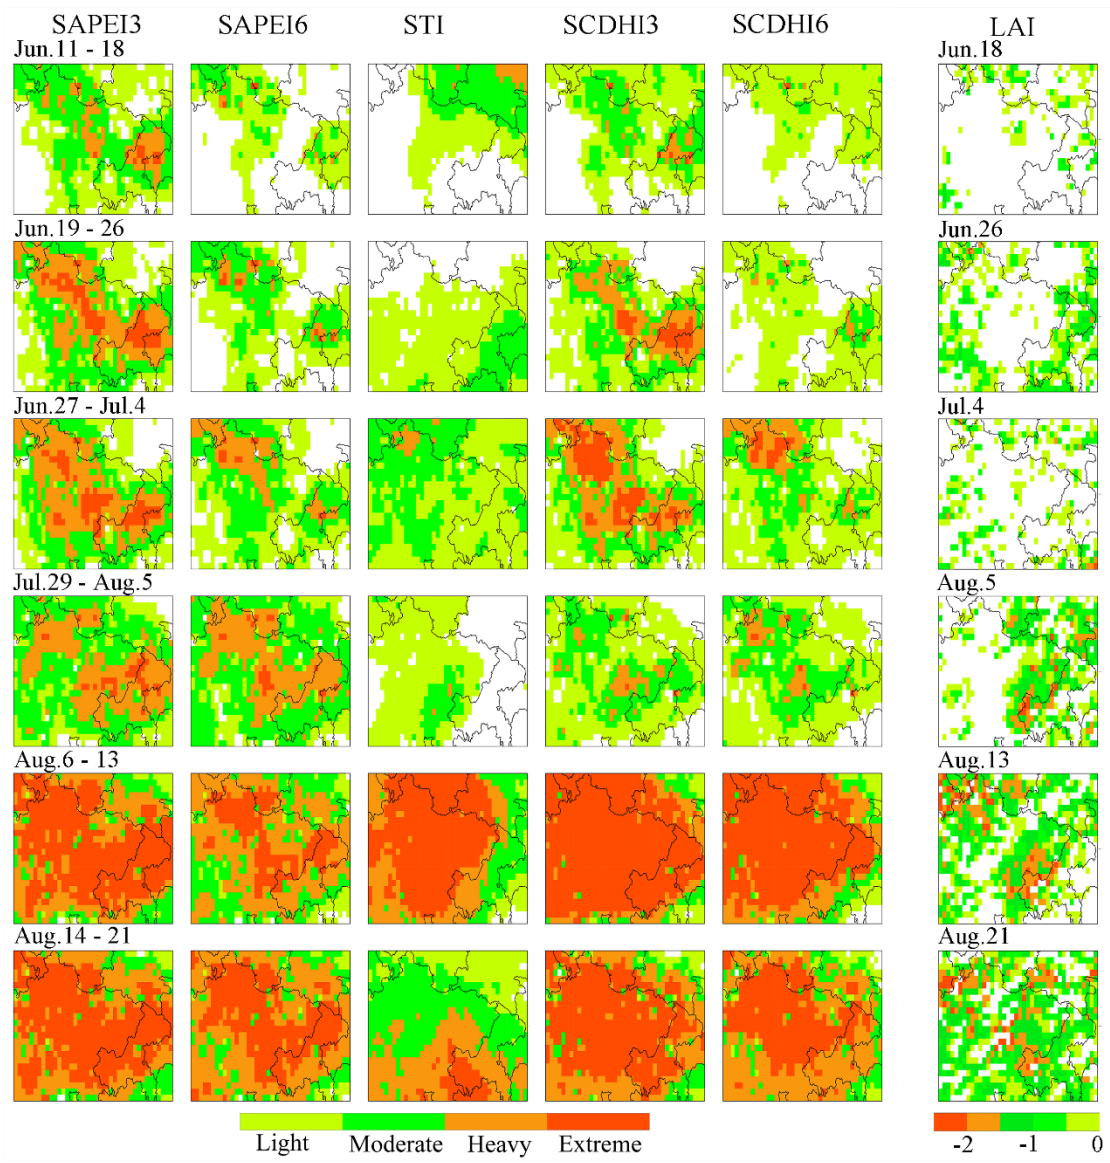 SAPEI3 SAPEI6 STI SCDHI3 SCDHI6 LAI
Jun.11 - 18 Jun.18
Jun.19 - 26 Jun.26
Jun.27 - Jul.4 Jul.4
Jul.29 - Aug.5 Aug.5
Aug.6 - 13 Aug.13
Aug.14 - 21 Aug.21
Light Moderate Heavy Extreme -2 -1 0